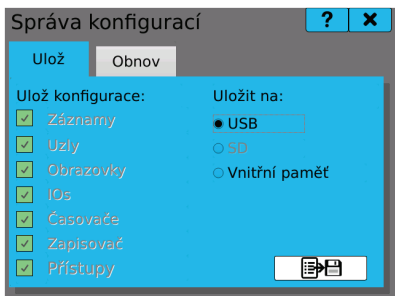 Správa konfigurací
?
Ulož
Obnov
Ulož konfigurace:
Záznamy
Uzly
Obrazovky
IOs
Časovače
Zapisovač
Přístupy
Uložit na:
USB
SD
Vnitřní paměť